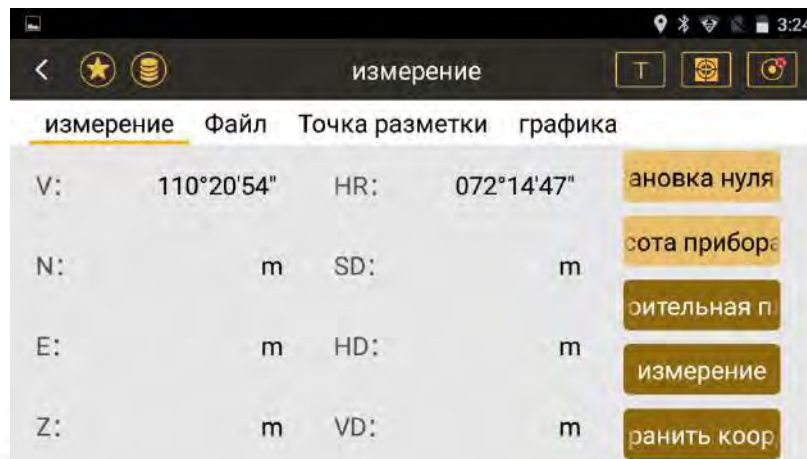 3:24
измерение
T
измерение Файл Точка разметки графика
V: 110°20'54" HR: 072°14'47" ановка нуля
N: m SD: m сота прибора
оительная п
E: m HD: m
измерение
Z: m VD: m ранить коор